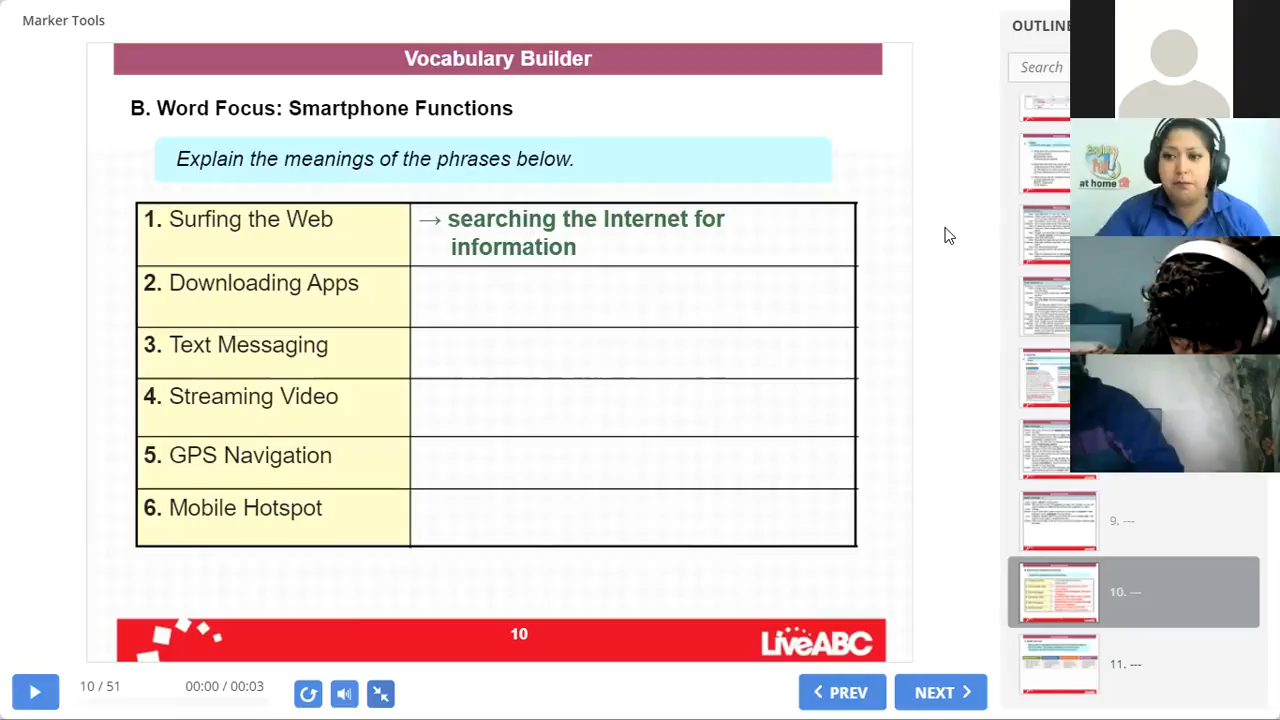 Marker Tools
OUTLINE
Search
Vocabulary Builder
B. Word Focus: Smartphone Functions
Explain the meaning of the phrases below.
1. Surfing the Web
→ searching the Internet for
information
2. Downloading Apps
3. Text Messaging
4. Streaming Video
5. GPS Navigation
6. Mobile Hotspot
10
LiveABC
at home
9. ---
10. ---
11. ---
10 / 51
00:00 / 00:03
PREV
NEXT